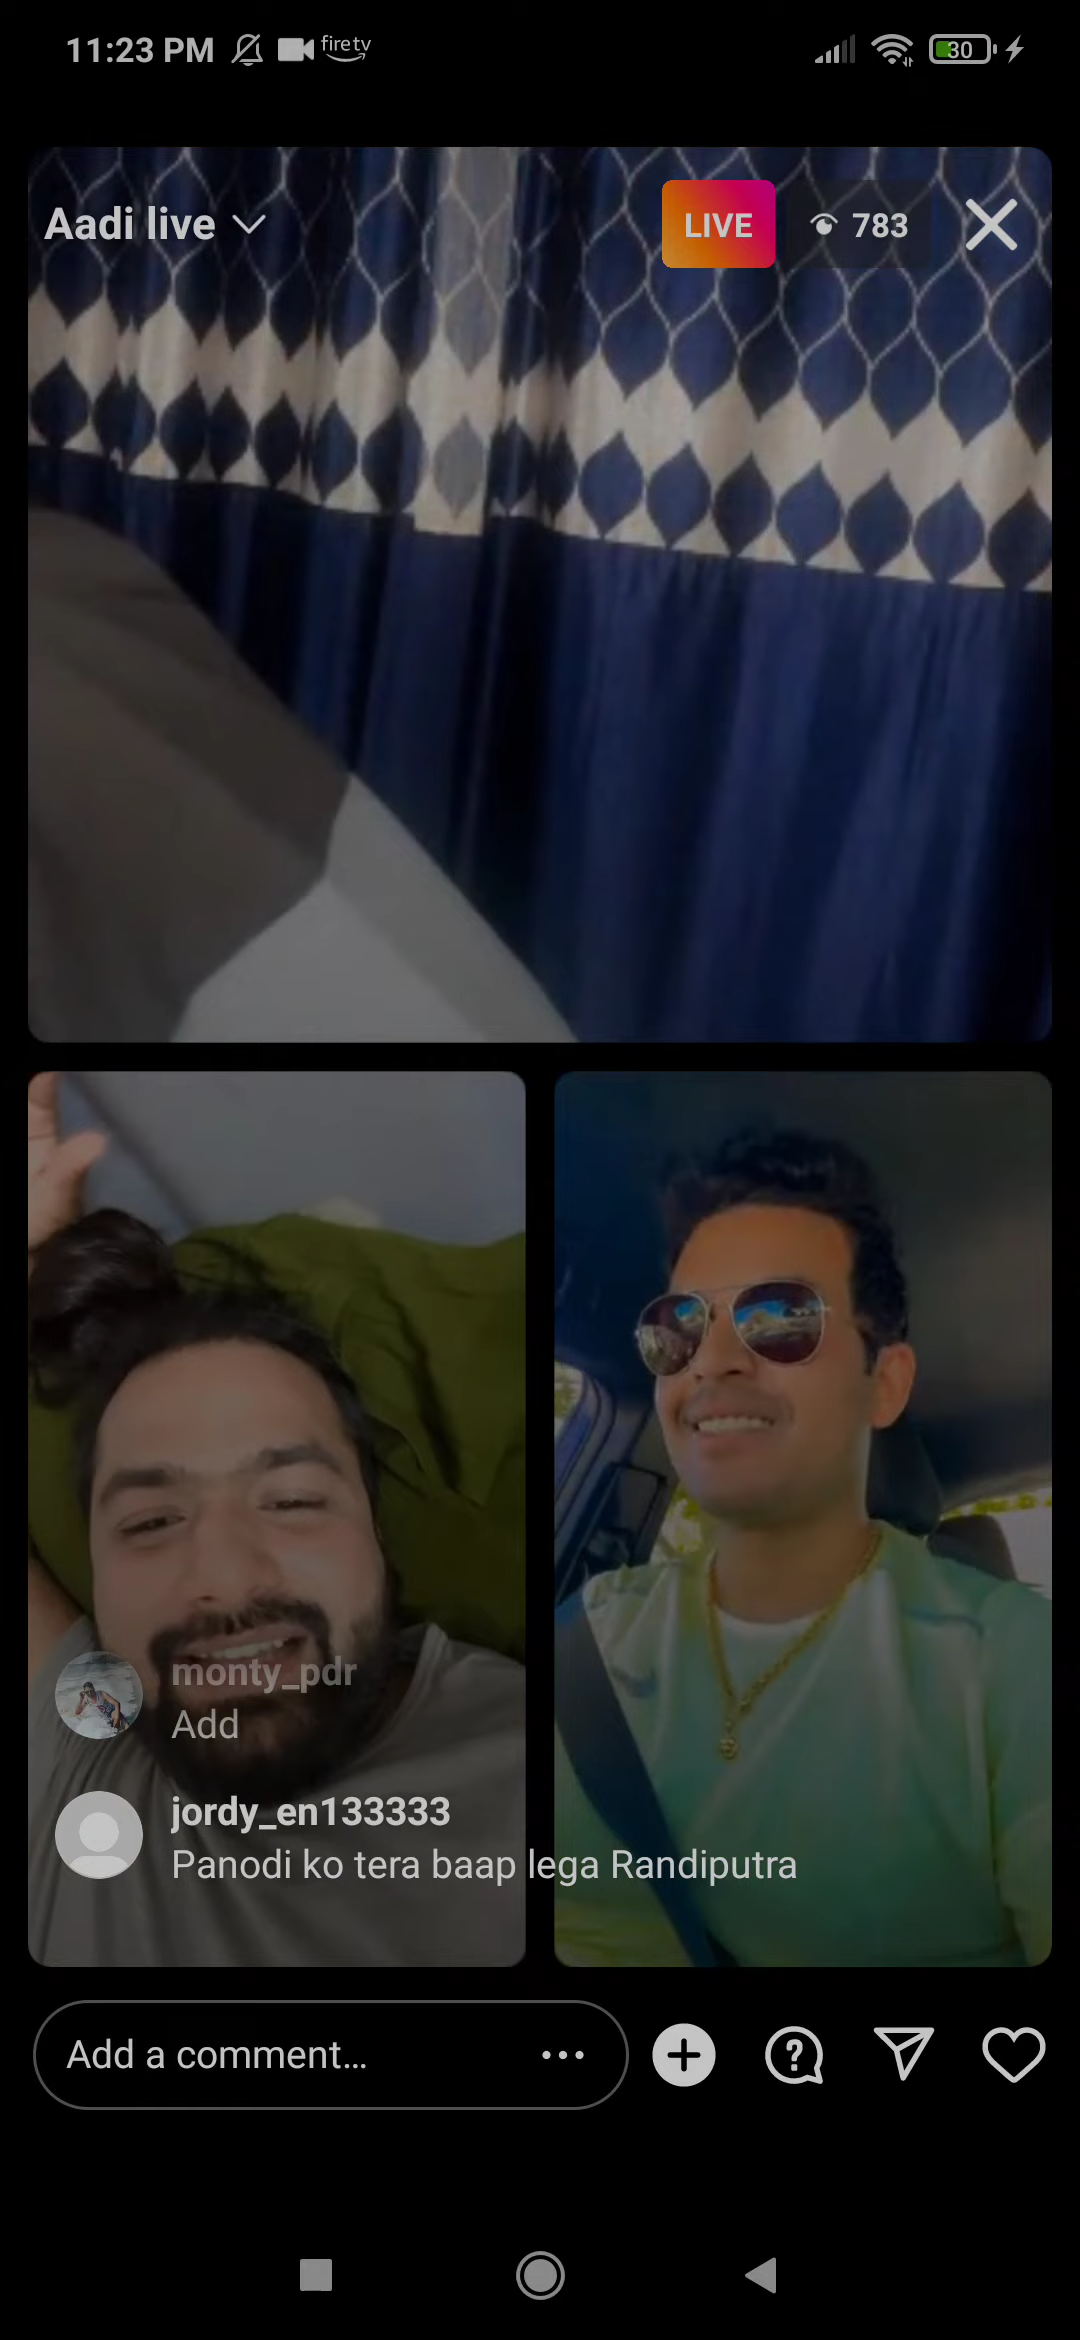 11:23 PM firetv 30
Aadi live LIVE 783
monty_pdr
Add
jordy_en133333
Panodi ko tera baap lega Randiputra
Add a comment...